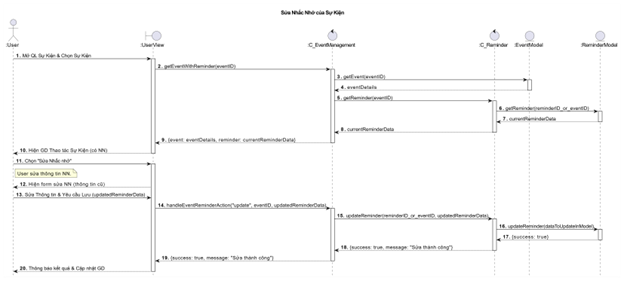 Sửa Nhắc Nhở của Sự Kiện
:User
:UserView
:C_EventManagement
:C_Reminder
:EventModel
:ReminderModel
1. Mở QL Sự Kiện & Chọn Sự Kiện
2. getEventWithReminder(eventID)
3. getEvent(eventID)
4. eventDetails
5. getReminder(eventID)
6. getReminder(reminderID_or_eventID)
7. currentReminderData
8. currentReminderData
9. {event: eventDetails, reminder: currentReminderData}
10. Hiện GD Thao tác Sự Kiện (có NN)
11. Chọn "Sửa Nhắc nhở"
User sửa thông tin NN.
12. Hiện form sửa NN (thông tin cũ)
13. Sửa Thông tin & Yêu cầu Lưu (updatedReminderData)
14. handleEventReminderAction("update", eventID, updatedReminderData)
15. updateReminder(reminderID_or_eventID, updatedReminderData)
16. updateReminder(dataToUpdateInModel)
17. {success: true}
18. {success: true, message: "Sửa thành công"}
19. {success: true, message: "Sửa thành công"}
20. Thông báo kết quả & Cập nhật GD